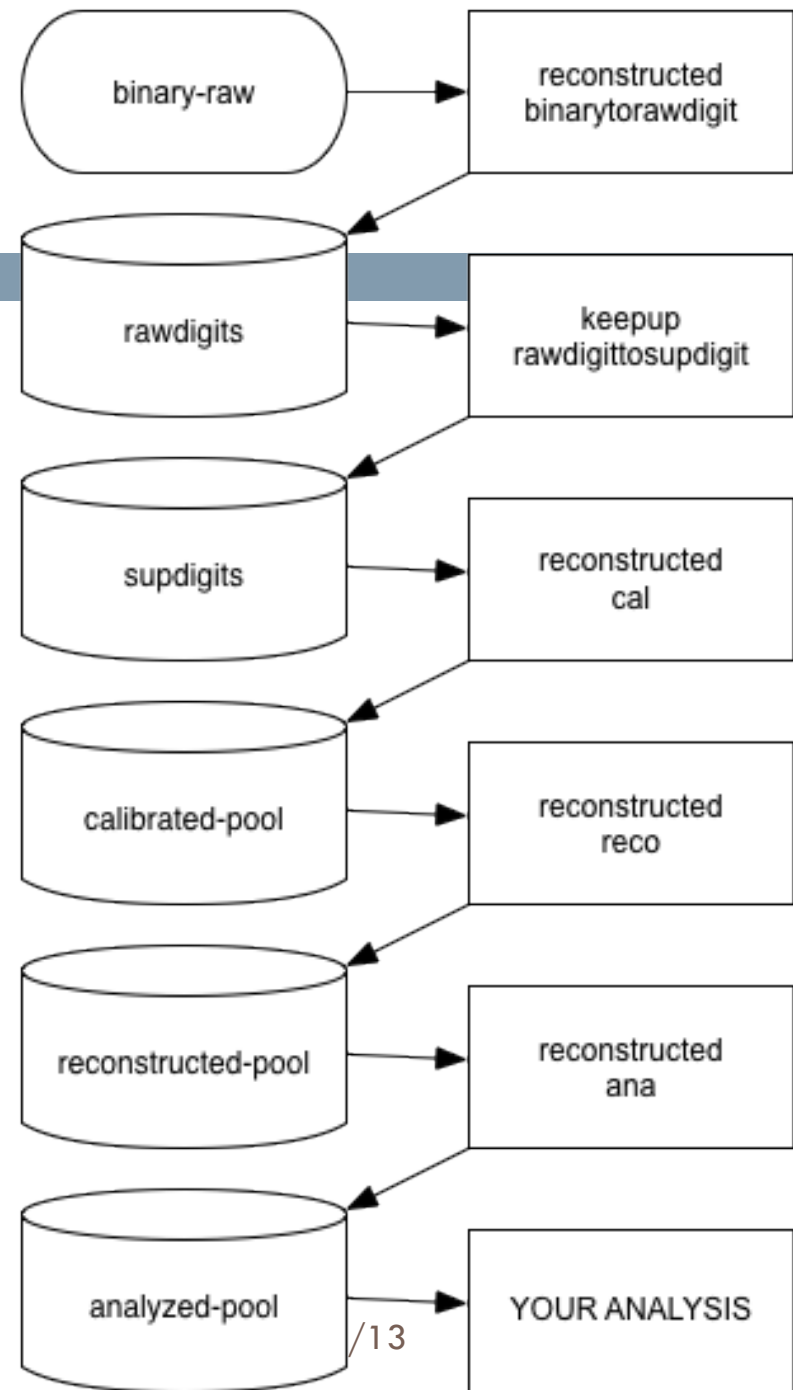 binary-raw
reconstructed
binarytorawdigit
rawdigits
keepup
rawdigittosupdigit
supdigits
reconstructed
cal
calibrated-pool
reconstructed
reco
reconstructed-pool
reconstructed
ana
analyzed-pool
YOUR ANALYSIS
/13